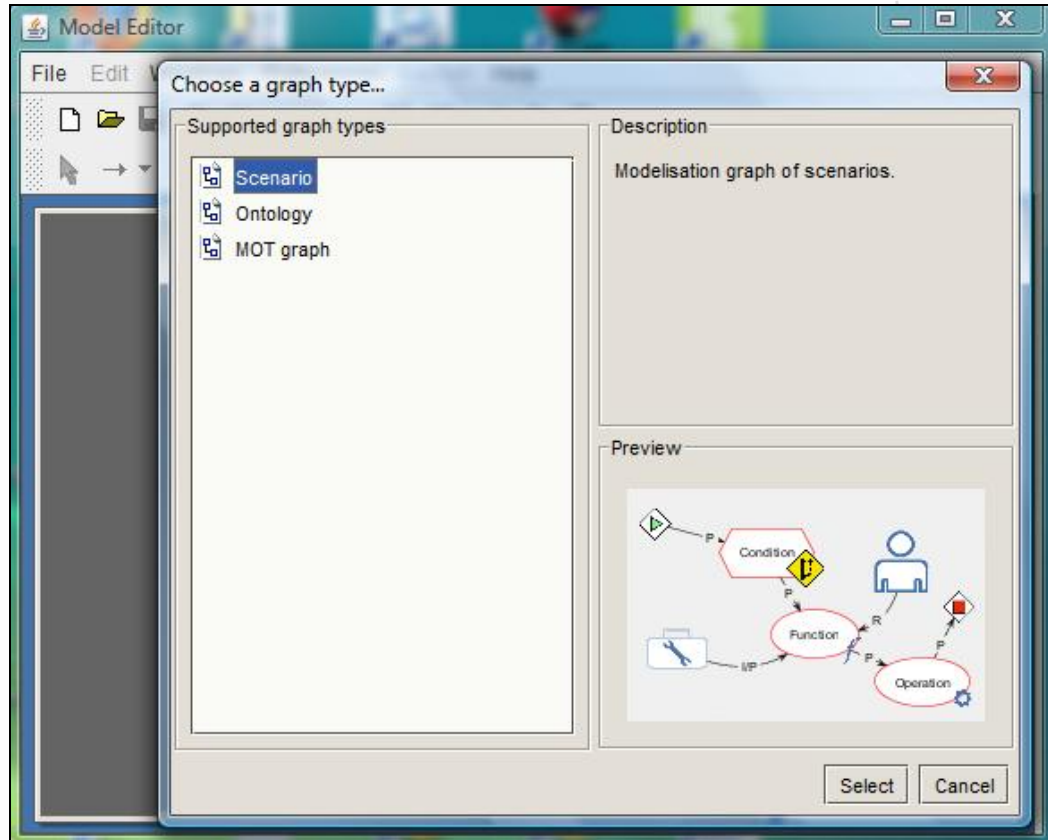 Model Editor
File Edit
Choose a graph type...
Supported graph types
Scenario
Ontology
MOT graph
Description
Modelisation graph of scenarios.
Preview
P
Condition
P
Function
R
I/P
P
P
Operation
Select Cancel